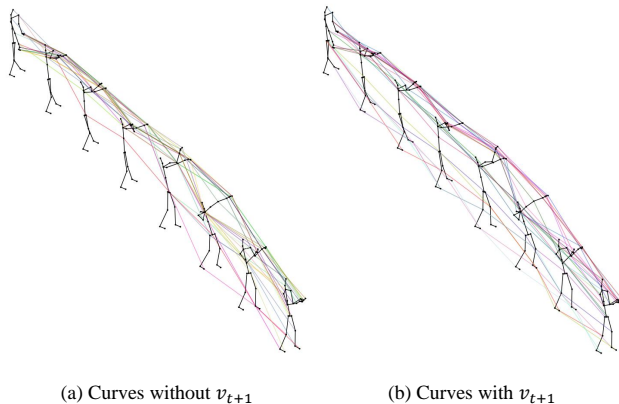 (a) Curves without v_{t+1}
(b) Curves with v_{t+1}